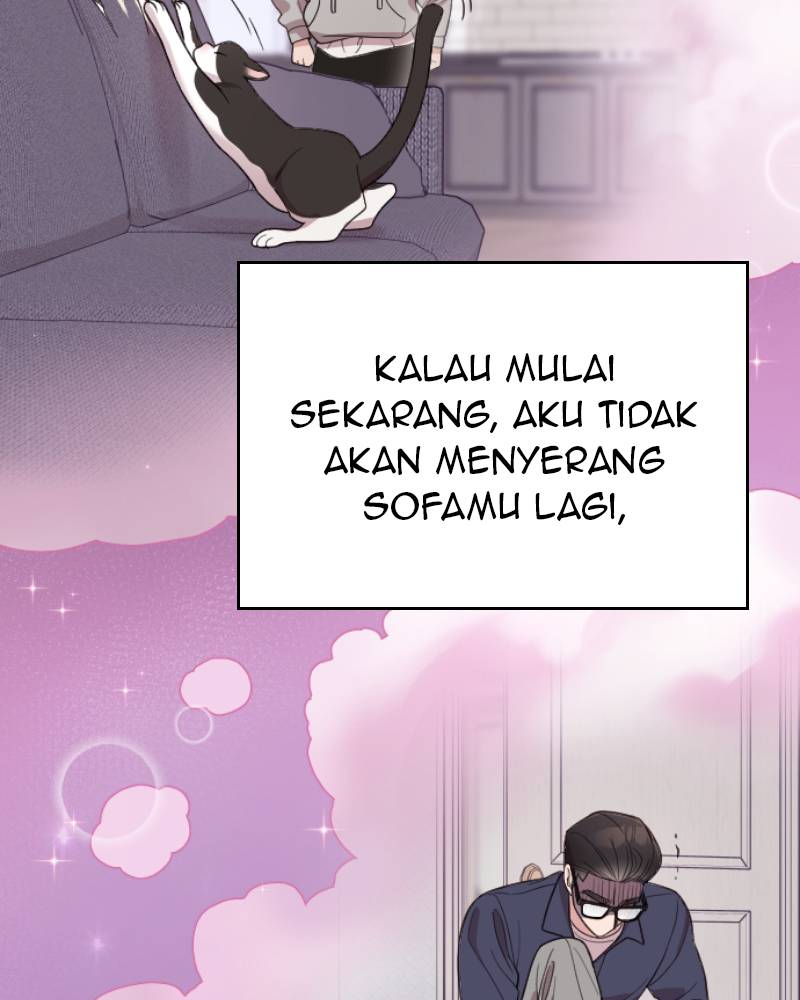 KALAU MULAI
SEKARANG, AKU TIDAK
AKAN MENYERANG
SOFAMU LAGI,